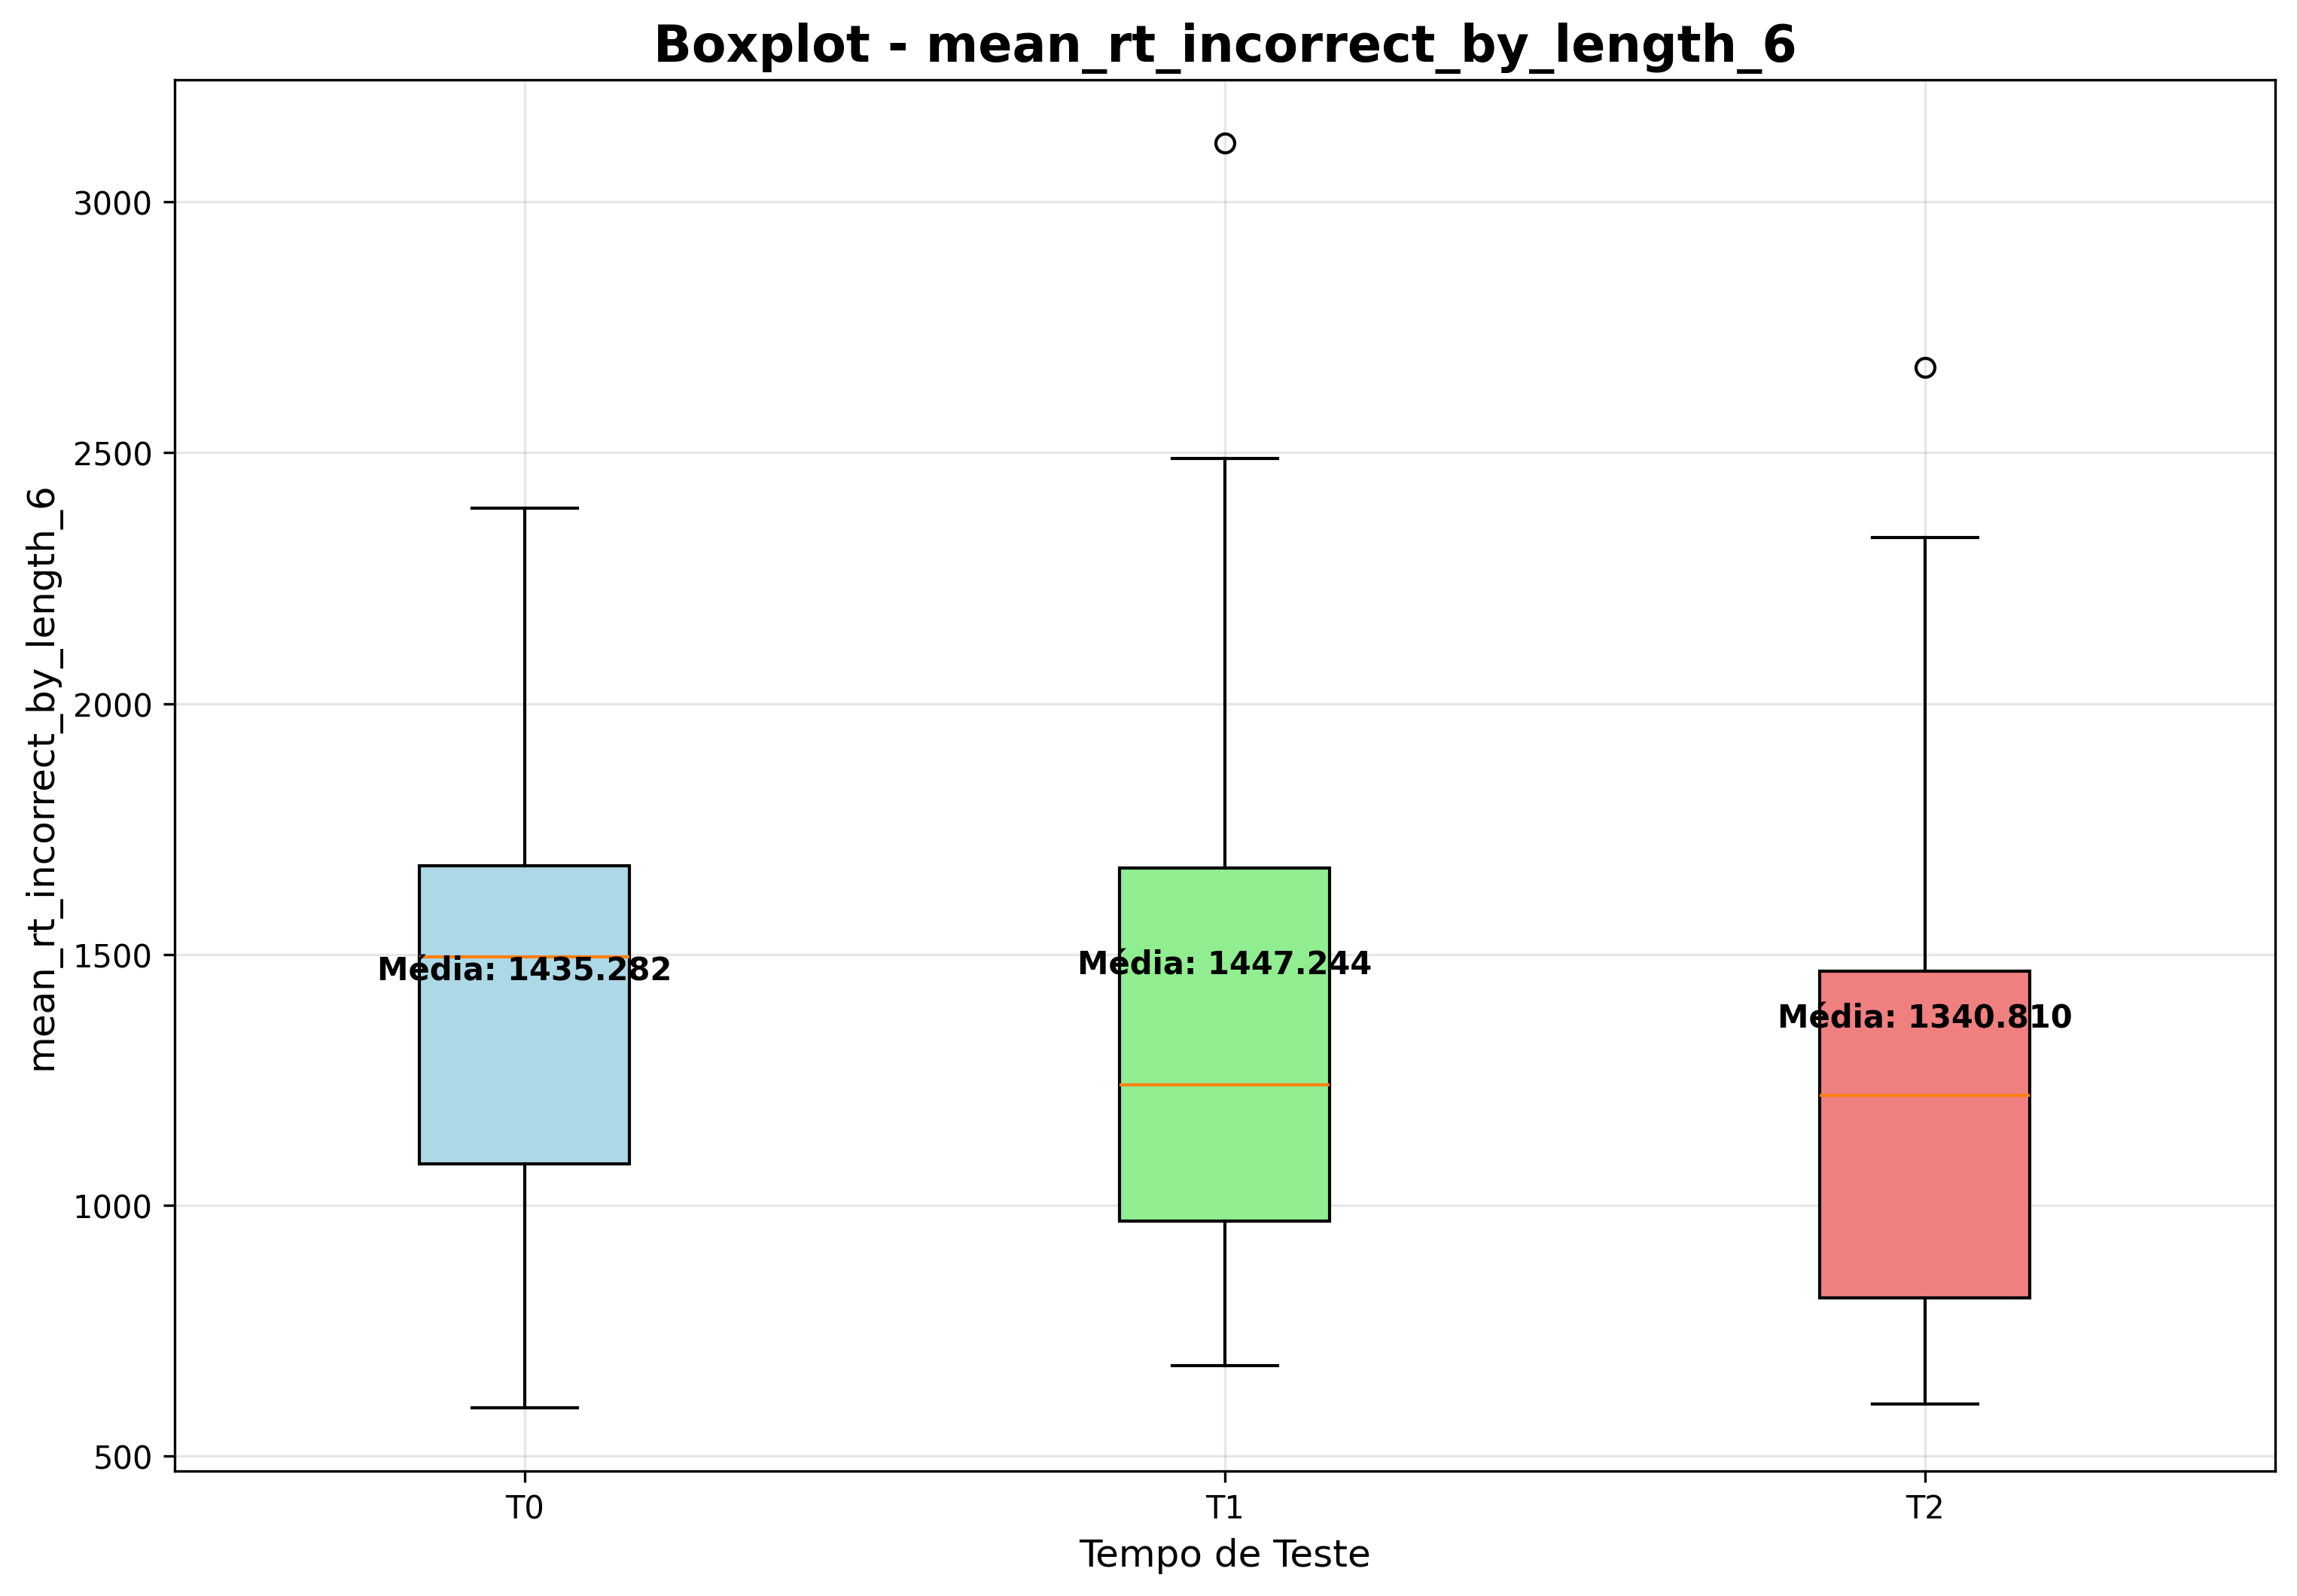 Boxplot - mean_rt_incorrect_by_length_6
mean_rt_incorrect_by_length_6
3000
2500
2000
1500
1000
500
Média: 1435.282
Média: 1447.244
Média: 1340.810
T0
T1
T2
Tempo de Teste